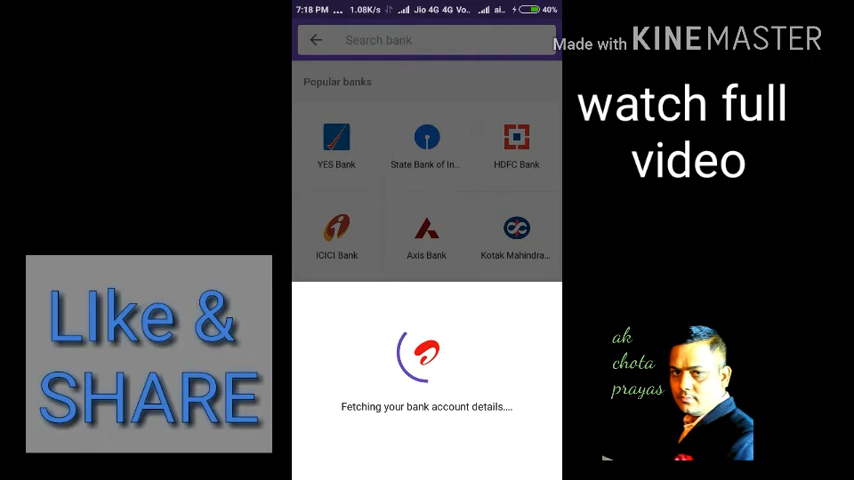 7:18 PM ... 1.08K/s Jio 4G 4G Vo.. ai.. 40%
Search bank
Made with KINEMASTER
Popular banks
watch full
video
YES Bank
State Bank of In...
HDFC Bank
ICICI Bank
Axis Bank
Kotak Mahindra...
LIke &
SHARE
ak
chota
prayas
Fetching your bank account details....